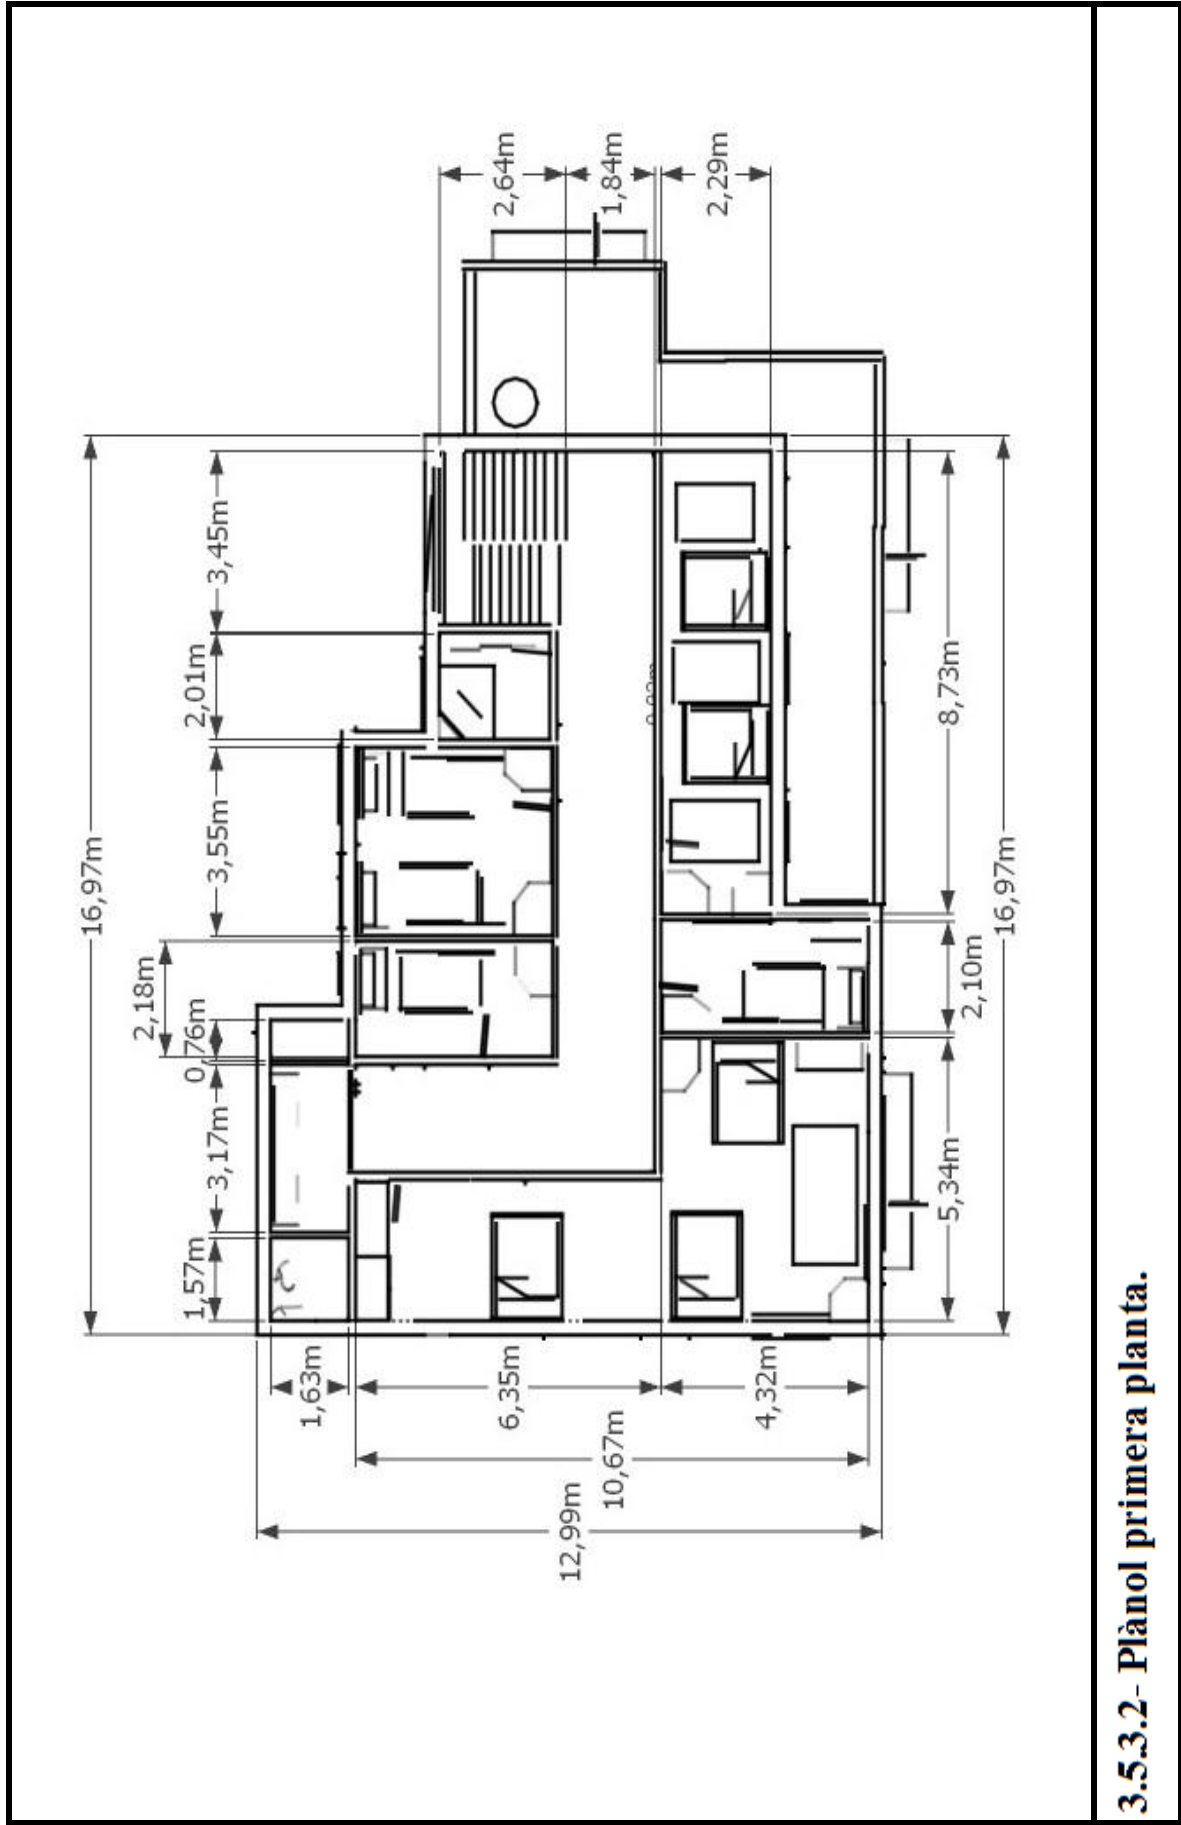 16,97m
3,45m
2,01m
3,55m
2,18m
0,76m
3,17m
1,57m
2,64m
1,84m
2,29m
8,73m
16,97m
2,10m
5,34m
1,63m
6,35m
4,32m
10,67m
12,99m
3.5.3.2- Plànol primera planta.